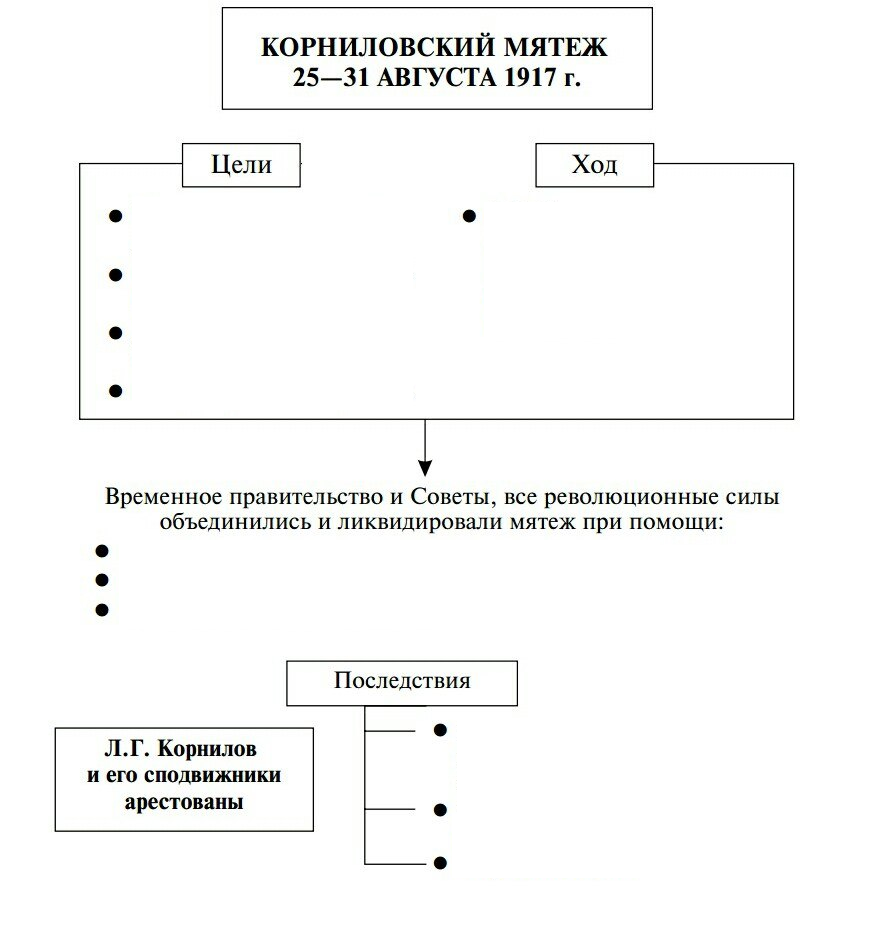 КОРНИЛОВСКИЙ МЯТЕЖ
25—31 АВГУСТА 1917 г.
Цели
Ход
Временное правительство и Советы, все революционные силы
объединились и ликвидировали мятеж при помощи:
Последствия
Л.Г. Корнилов
и его сподвижники
арестованы